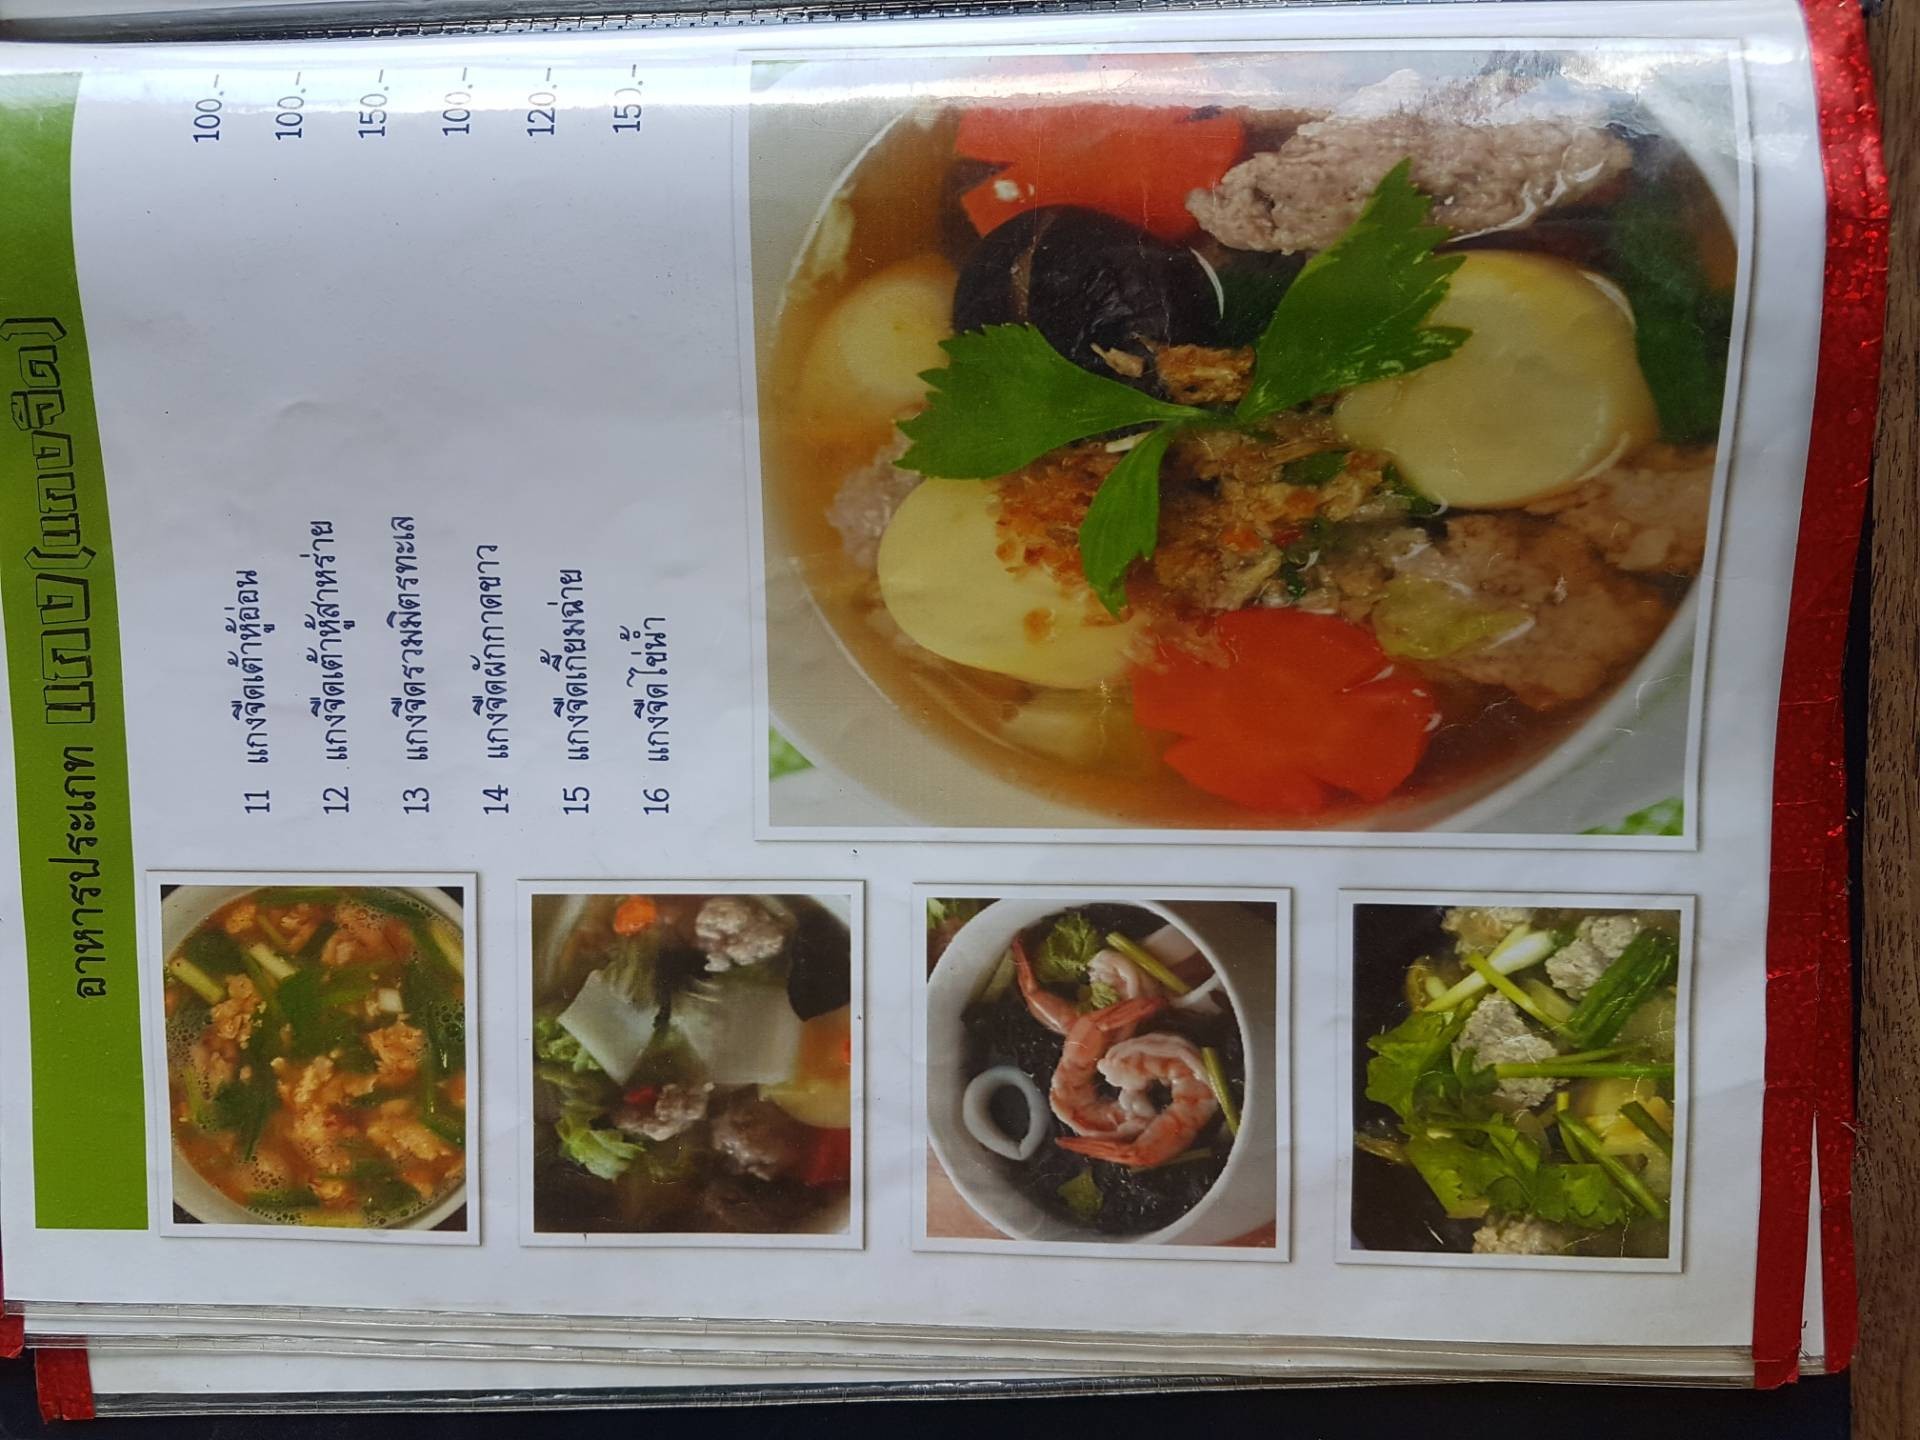 อาหารประเภท แกง(แกงจืด)
11 แกงจืดเต้าหู้อ่อน 100.-
12 แกงจืดเต้าหู้สาหร่าย 100.-
13 แกงจืดรวมมิตรทะเล 150.-
14 แกงจืดผักกาดขาว 100.-
15 แกงจืดเกี้ยมฉ่าย 120.-
16 แกงจืดไข่น้ำ 150.-